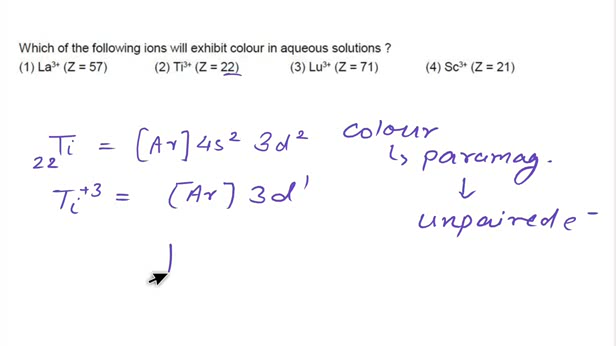 Which of the following ions will exhibit colour in aqueous solutions ?
(1) La³⁺ (Z = 57) (2) Ti³⁺ (Z = 22) (3) Lu³⁺ (Z = 71) (4) Sc³⁺ (Z = 21)
₂₂Ti = [Ar] 4s² 3d² colour
↳ paramag.
Ti⁺³ = [Ar] 3d¹ ↓
unpaired e⁻